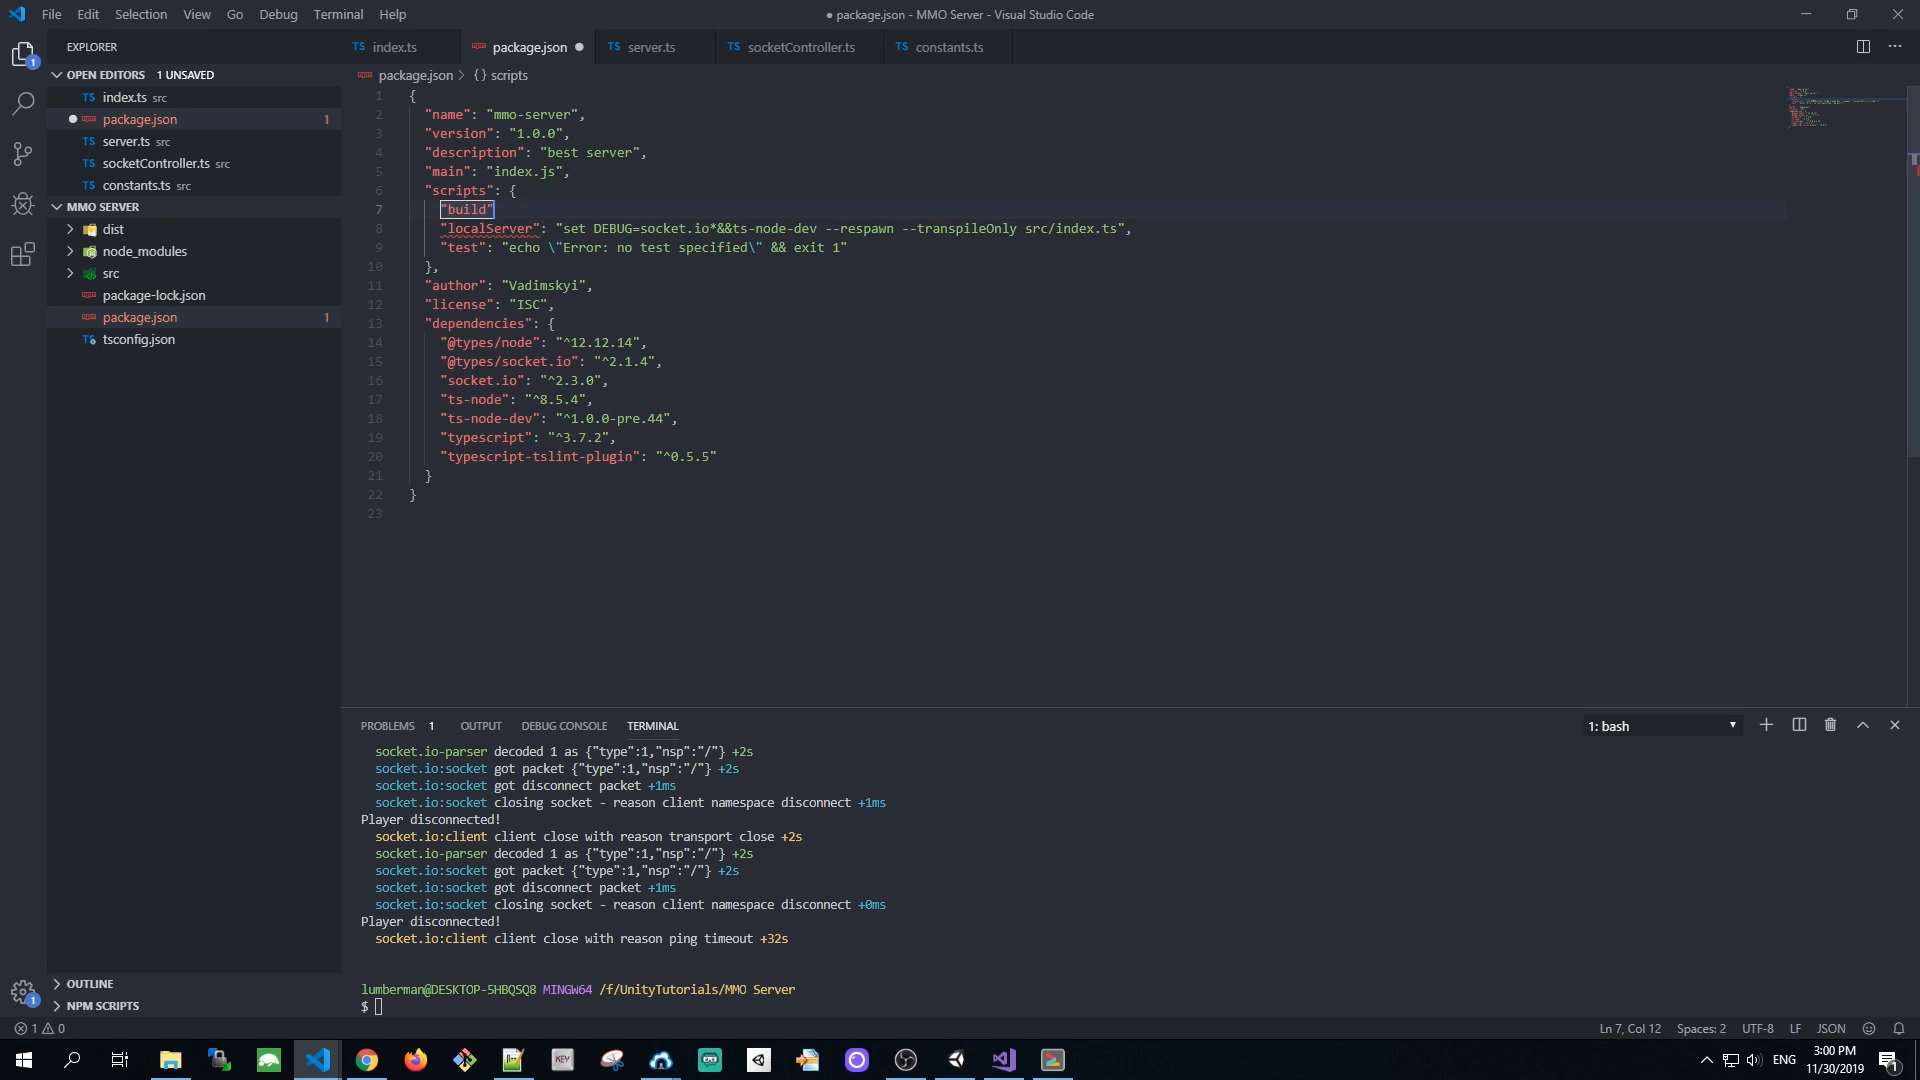 File Edit Selection View Go Debug Terminal Help
● package.json - MMO Server - Visual Studio Code
EXPLORER
OPEN EDITORS 1 UNSAVED
TS index.ts src
package.json 1
TS server.ts src
TS socketController.ts src
TS constants.ts src
MMO SERVER
dist
node_modules
src
package-lock.json
package.json 1
tsconfig.json
OUTLINE
NPM SCRIPTS
TS index.ts
package.json ●
TS server.ts
TS socketController.ts
TS constants.ts
package.json > {} scripts
1 {
2 "name": "mmo-server",
3 "version": "1.0.0",
4 "description": "best server",
5 "main": "index.js",
6 "scripts": {
7 "build"
8 "localServer": "set DEBUG=socket.io*&&ts-node-dev --respawn --transpileOnly src/index.ts",
9 "test": "echo \"Error: no test specified\" && exit 1"
10 },
11 "author": "Vadimskyi",
12 "license": "ISC",
13 "dependencies": {
14 "@types/node": "^12.12.14",
15 "@types/socket.io": "^2.1.4",
16 "socket.io": "^2.3.0",
17 "ts-node": "^8.5.4",
18 "ts-node-dev": "^1.0.0-pre.44",
19 "typescript": "^3.7.2",
20 "typescript-tslint-plugin": "^0.5.5"
21 }
22 }
23
PROBLEMS 1 OUTPUT DEBUG CONSOLE TERMINAL
1: bash
socket.io-parser decoded 1 as {"type":1,"nsp":"/"} +2s
socket.io:socket got packet {"type":1,"nsp":"/"} +2s
socket.io:socket got disconnect packet +1ms
socket.io:socket closing socket - reason client namespace disconnect +1ms
Player disconnected!
socket.io:client client close with reason transport close +2s
socket.io-parser decoded 1 as {"type":1,"nsp":"/"} +2s
socket.io:socket got packet {"type":1,"nsp":"/"} +2s
socket.io:socket got disconnect packet +1ms
socket.io:socket closing socket - reason client namespace disconnect +0ms
Player disconnected!
socket.io:client client close with reason ping timeout +32s
lumberman@DESKTOP-5HBQSQ8 MINGW64 /f/UnityTutorials/MMO Server
$
1 0
Ln 7, Col 12 Spaces: 2 UTF-8 LF JSON
KEY
ENG
3:00 PM
11/30/2019